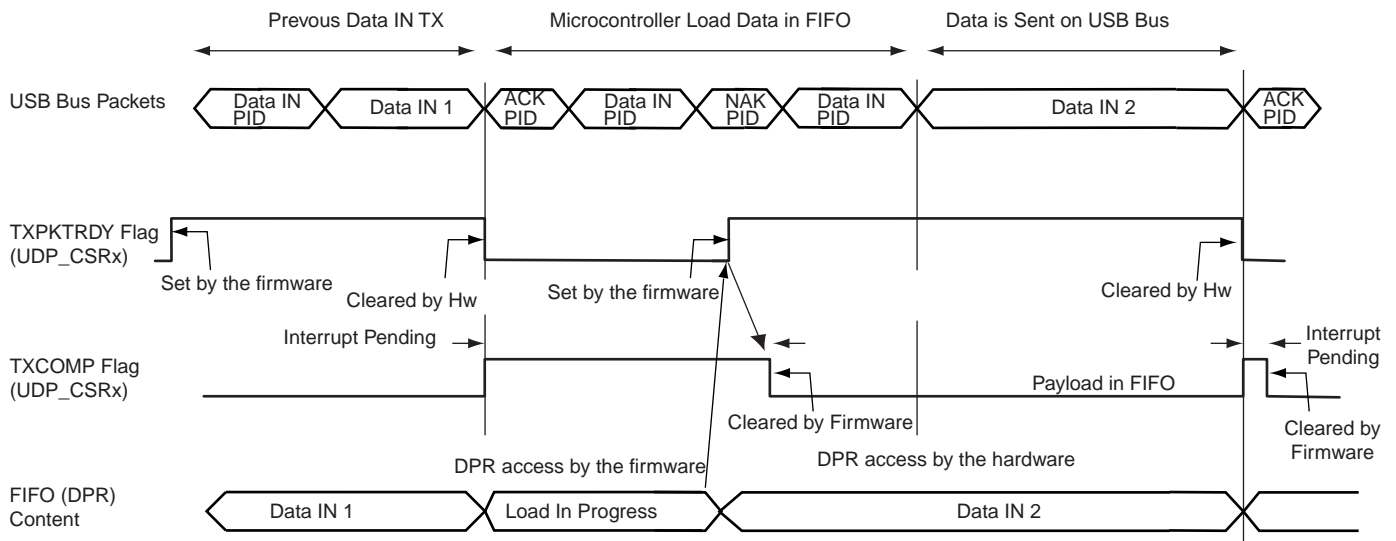 Prevous Data IN TX
Microcontroller Load Data in FIFO
Data is Sent on USB Bus
USB Bus Packets
Data IN
PID
Data IN 1
ACK
PID
Data IN
PID
NAK
PID
Data IN
PID
Data IN 2
ACK
PID
TXPKTRDY Flag
(UDP_CSRx)
Set by the firmware
Cleared by Hw
Set by the firmware
Cleared by Hw
Interrupt Pending
Interrupt
Pending
TXCOMP Flag
(UDP_CSRx)
Payload in FIFO
Cleared by Firmware
Cleared by
Firmware
DPR access by the firmware
DPR access by the hardware
FIFO (DPR)
Content
Data IN 1
Load In Progress
Data IN 2